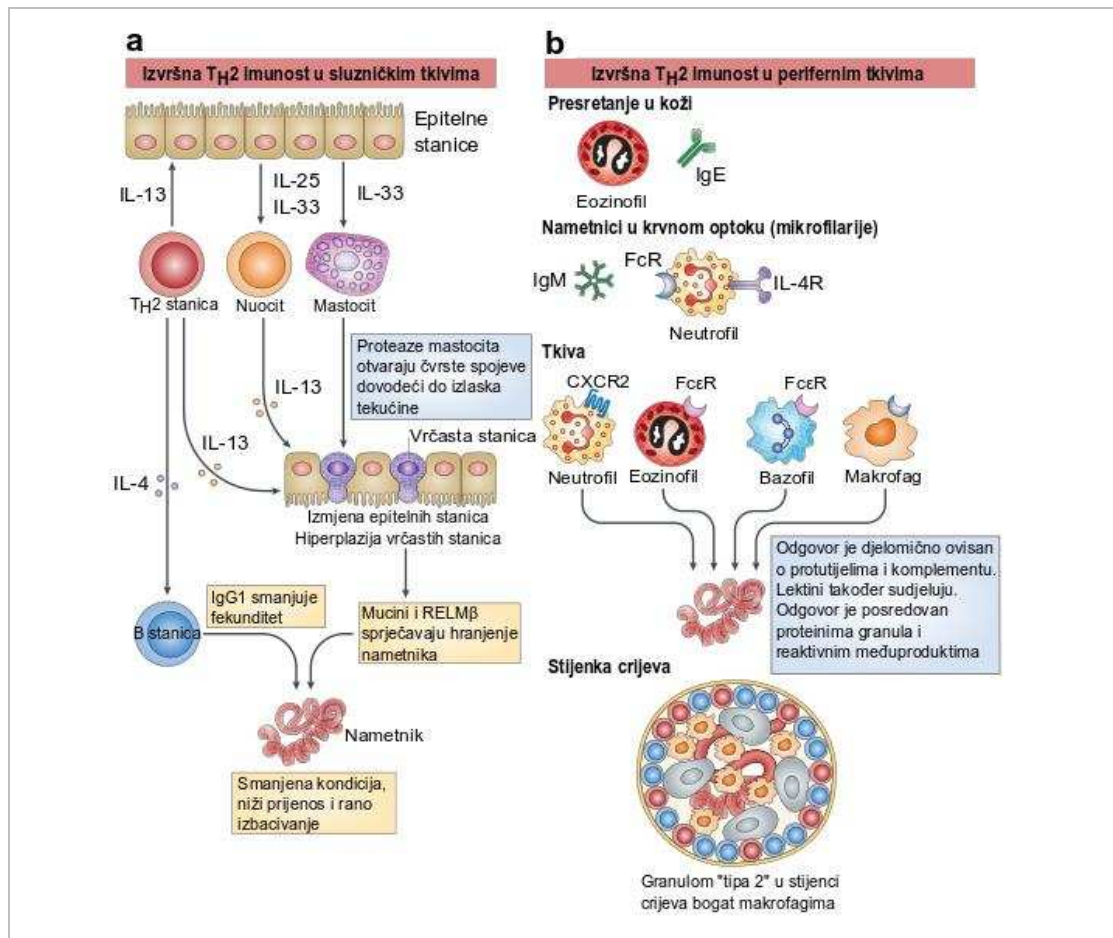 a
Izvršna TH2 imunost u sluzničkim tkivima
Epitelne
stanice
IL-13
IL-25
IL-33
IL-33
TH2 stanica
Nuocit
Mastocit
Proteaze mastocita
otvaraju čvrste spojeve
dovodeći do izlaska
tekućine
IL-13
IL-13
IL-4
Vrčasta stanica
Izmjena epitelnih stanica
Hiperplazija vrčastih stanica
IgG1 smanjuje
fekunditet
B stanica
Mucini i RELMβ
sprječavaju hranjenje
nametnika
Nametnik
Smanjena kondicija,
niži prijenos i rano
izbacivanje
b
Izvršna TH2 imunost u perifernim tkivima
Presretanje u koži
IgE
Eozinofil
Nametnici u krvnom optoku (mikrofilarije)
FcR
IgM
IL-4R
Neutrofil
Tkiva
CXCR2
FcεR
FcεR
Neutrofil
Eozinofil
Bazofil
Makrofag
Odgovor je djelomično ovisan
o protutijelima i komplementu.
Lektini također sudjeluju.
Odgovor je posredovan
proteinima granula i
reaktivnim međuproduktima
Stijenka crijeva
Granulom "tipa 2" u stijenci
crijeva bogat makrofagima